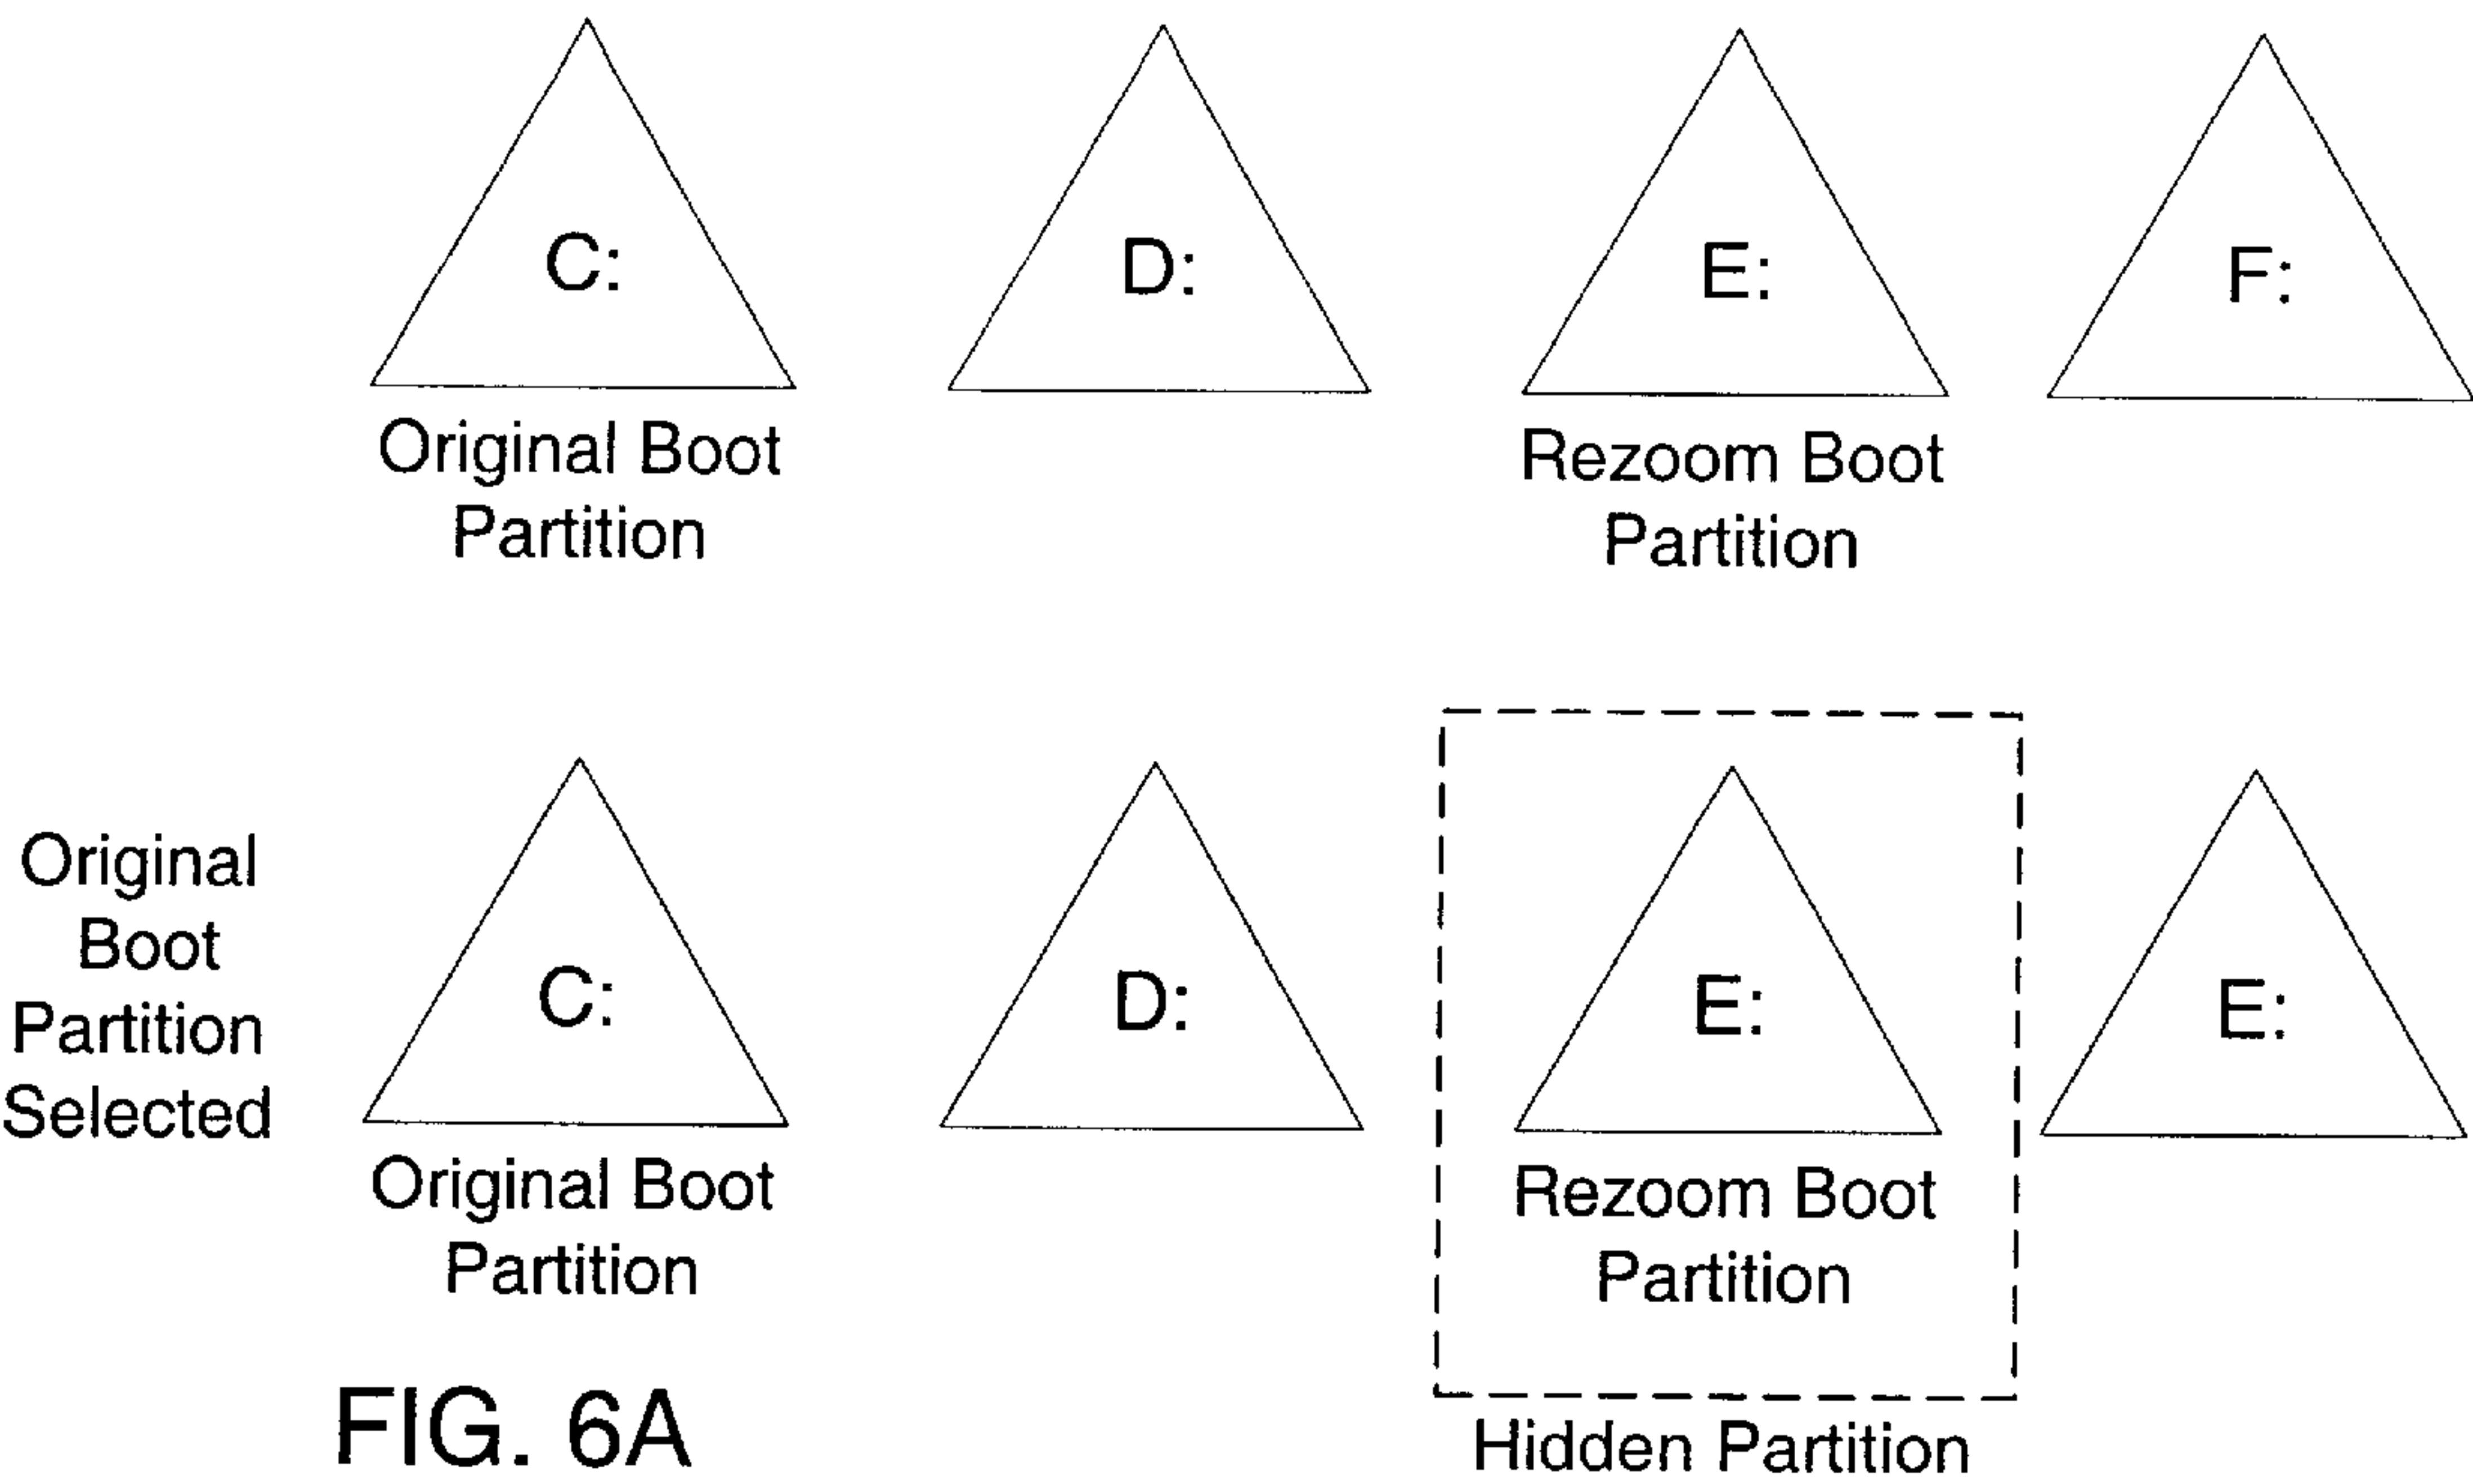 C:
D:
E:
F:
Original Boot
Partition
Rezoom Boot
Partition
Original
Boot
Partition
Selected
C:
D:
E:
E:
Original Boot
Partition
Rezoom Boot
Partition
Hidden Partition
FIG. 6A